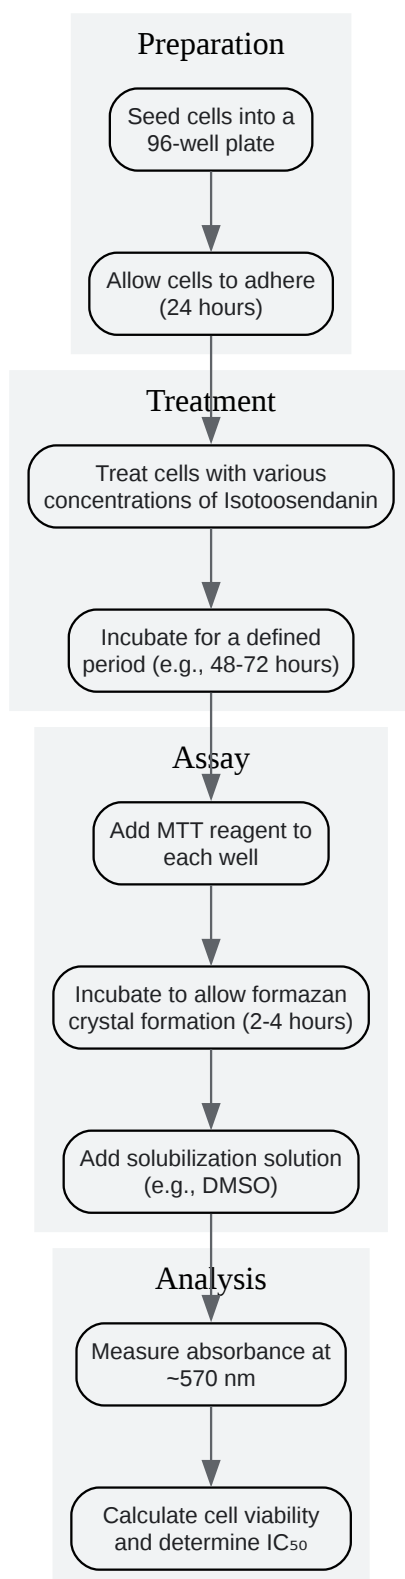 Preparation
Seed cells into a
96-well plate
Allow cells to adhere
(24 hours)
Treatment
Treat cells with various
concentrations of Isotoosendanin
Incubate for a defined
period (e.g., 48-72 hours)
Assay
Add MTT reagent to
each well
Incubate to allow formazan
crystal formation (2-4 hours)
Add solubilization solution
(e.g., DMSO)
Analysis
Measure absorbance at
~570 nm
Calculate cell viability
and determine IC₅₀